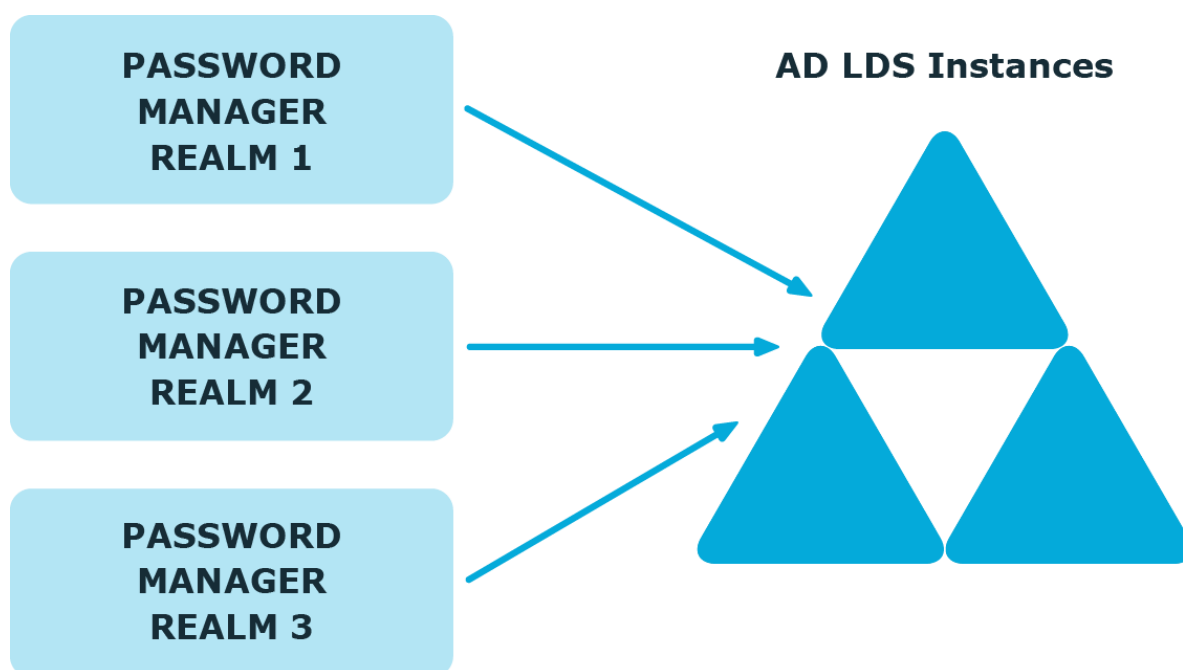 PASSWORD
MANAGER
REALM 1
AD LDS Instances
PASSWORD
MANAGER
REALM 2
PASSWORD
MANAGER
REALM 3